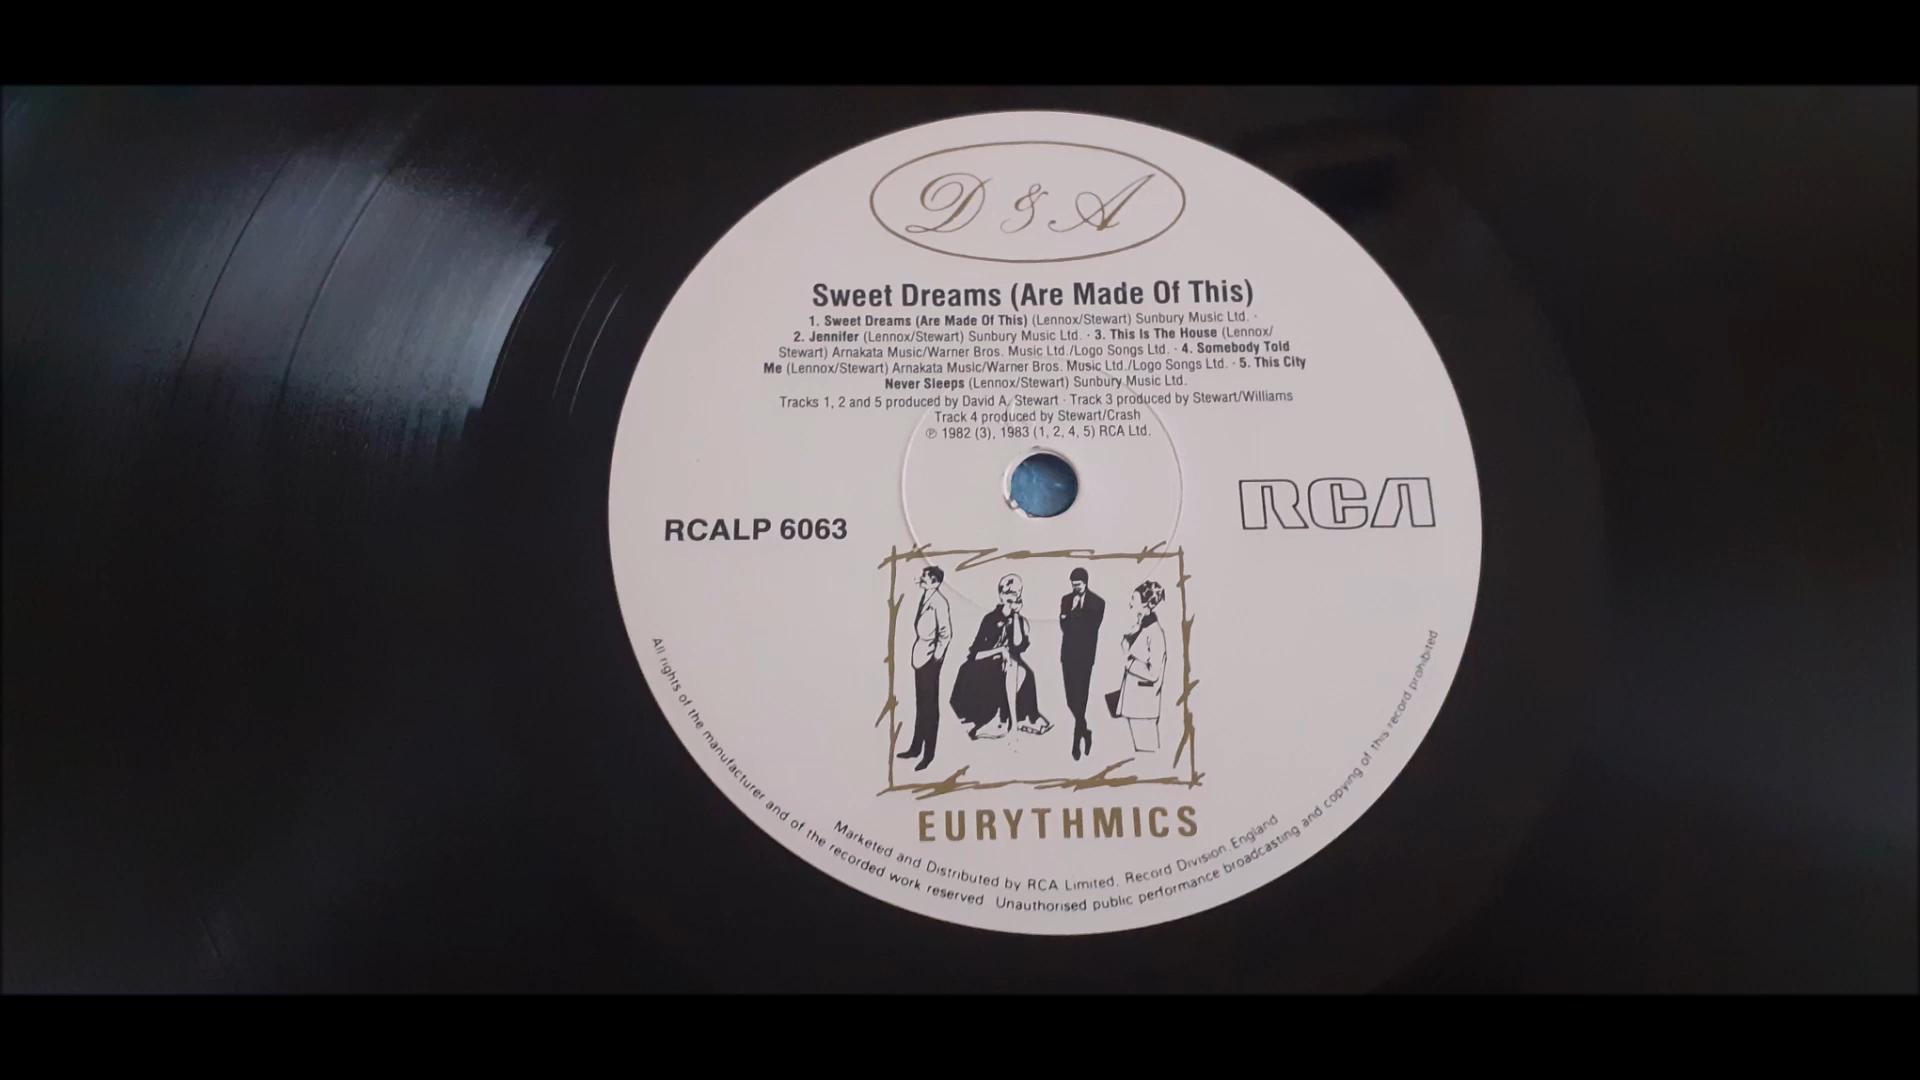 D & A
Sweet Dreams (Are Made Of This)
1. Sweet Dreams (Are Made Of This) (Lennox/Stewart) Sunbury Music Ltd. ·
2. Jennifer (Lennox/Stewart) Sunbury Music Ltd. · 3. This Is The House (Lennox/
Stewart) Arnakata Music/Warner Bros. Music Ltd./Logo Songs Ltd. · 4. Somebody Told
Me (Lennox/Stewart) Arnakata Music/Warner Bros. Music Ltd./Logo Songs Ltd. · 5. This City
Never Sleeps (Lennox/Stewart) Sunbury Music Ltd.
Tracks 1, 2 and 5 produced by David A. Stewart · Track 3 produced by Stewart/Williams
Track 4 produced by Stewart/Crash
℗ 1982 (3), 1983 (1, 2, 4, 5) RCA Ltd.
RCALP 6063
RCA
EURYTHMICS
Marketed and Distributed by RCA Limited, Record Division, England
All rights of the manufacturer and of the recorded work reserved Unauthorised public performance broadcasting and copying of this record prohibited